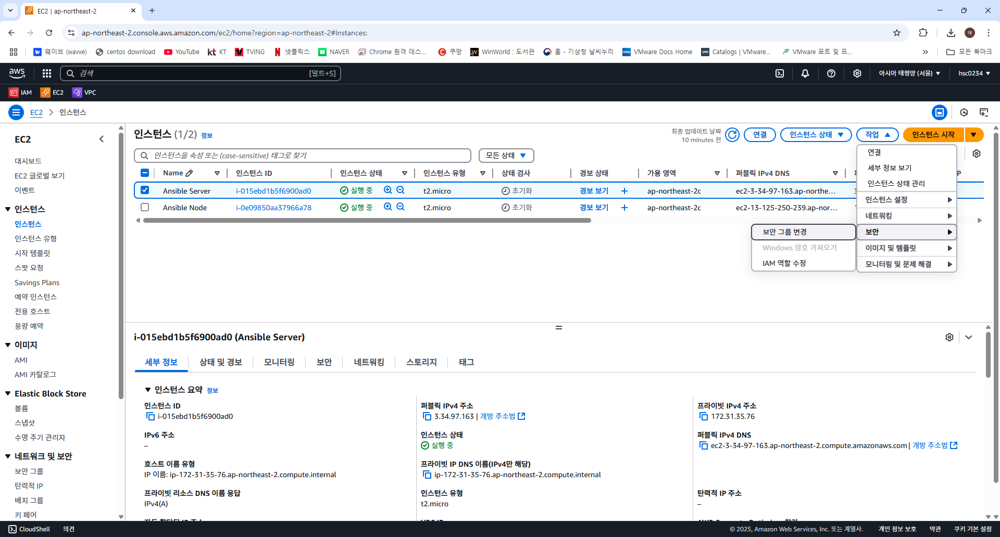 EC2 | ap-northeast-2
ap-northeast-2.console.aws.amazon.com/ec2/home?region=ap-northeast-2#Instances:
애
웨이브 (wavve)
centos download
YouTube
KT
TVING
넷플릭스
NAVER
Chrome 원격 데스...
쿠팡
WinWorld : 도서관
홈 - 기상청 날씨누리
VMware Docs Home
Catalogs | VMware...
VMware 포트 및 프...
모든 북마크
aws
검색
[알트+S]
아시아 태평양 (서울)
hsc0234
IAM
EC2
VPC
EC2
인스턴스
EC2
대시보드
EC2 글로벌 보기
이벤트
인스턴스
인스턴스
인스턴스 유형
시작 템플릿
스팟 요청
Savings Plans
예약 인스턴스
전용 호스트
용량 예약
이미지
AMI
AMI 카탈로그
Elastic Block Store
볼륨
스냅샷
수명 주기 관리자
네트워크 및 보안
보안 그룹
탄력적 IP
배치 그룹
키 페어
인스턴스 (1/2) 정보
최종 업데이트 날짜
10 minutes 전
연결
인스턴스 상태
작업
인스턴스 시작
인스턴스을 속성 또는 (case-sensitive) 태그로 찾기
모든 상태
Name 인스턴스 ID 인스턴스 상태 인스턴스 유형 상태 검사 경보 상태 가용 영역 퍼블릭 IPv4 DNS
Ansible Server i-015ebd1b5f6900ad0 실행 중 t2.micro 초기화 경보 보기 ap-northeast-2c ec2-3-34-97-163.ap-northe...
Ansible Node i-0e09850aa37966a78 실행 중 t2.micro 초기화 경보 보기 ap-northeast-2c ec2-13-125-250-239.ap-nor...
연결
세부 정보 보기
인스턴스 상태 관리
인스턴스 설정
네트워킹
보안
이미지 및 템플릿
모니터링 및 문제 해결
보안 그룹 변경
Windows 암호 가져오기
IAM 역할 수정
i-015ebd1b5f6900ad0 (Ansible Server)
세부 정보
상태 및 경보
모니터링
보안
네트워킹
스토리지
태그
인스턴스 요약 정보
인스턴스 ID
i-015ebd1b5f6900ad0
퍼블릭 IPv4 주소
3.34.97.163 | 개방 주소법
프라이빗 IPv4 주소
172.31.35.76
IPv6 주소
–
인스턴스 상태
실행 중
퍼블릭 IPv4 DNS
ec2-3-34-97-163.ap-northeast-2.compute.amazonaws.com | 개방 주소법
호스트 이름 유형
IP 이름: ip-172-31-35-76.ap-northeast-2.compute.internal
프라이빗 IP DNS 이름(IPv4만 해당)
ip-172-31-35-76.ap-northeast-2.compute.internal
프라이빗 리소스 DNS 이름 응답
IPv4(A)
인스턴스 유형
t2.micro
탄력적 IP 주소
–
CloudShell
의견
© 2025, Amazon Web Services, Inc. 또는 계열사.
개인 정보 보호
약관
쿠키 기본 설정